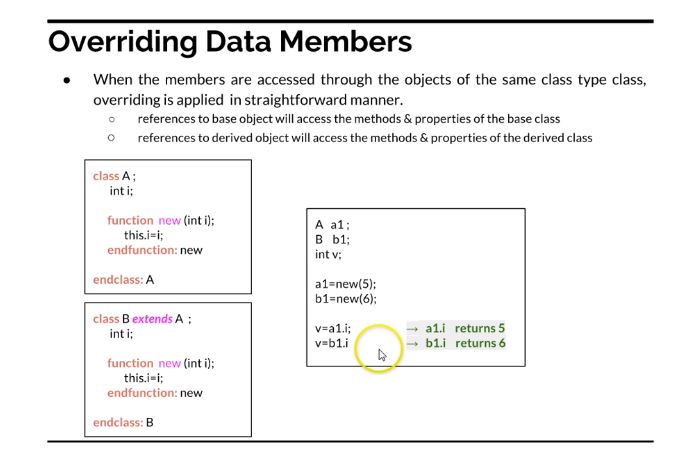 Overriding Data Members
● When the members are accessed through the objects of the same class type class,
overriding is applied in straightforward manner.
○ references to base object will access the methods & properties of the base class
○ references to derived object will access the methods & properties of the derived class
class A ;
int i;
function new (int i);
this.i=i;
endfunction: new
endclass: A
class B extends A ;
int i;
function new (int i);
this.i=i;
endfunction: new
endclass: B
A a1 ;
B b1;
int v;
a1=new(5);
b1=new(6);
v=a1.i; → a1.i returns 5
v=b1.i → b1.i returns 6